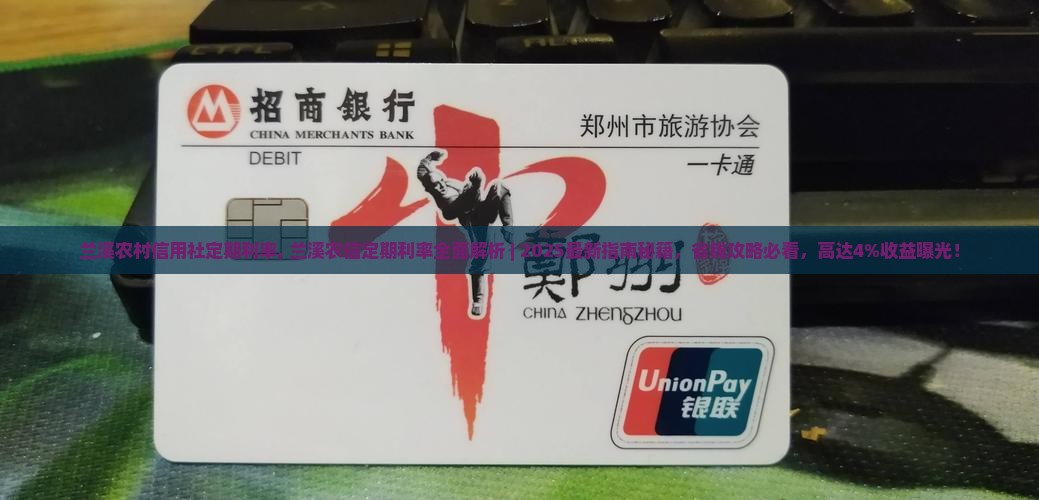 CTRL
ALT
招商銀行
CHINA MERCHANTS BANK
DEBIT
郑州市旅游协会
一卡通
兰溪农村信用社定期利率, 兰溪农信定期利率全面解析 | 2025最新指南秘籍，省钱攻略必看，高达4%收益曝光！
鄭州
CHINA ZHENGZHOU
UnionPay
银联